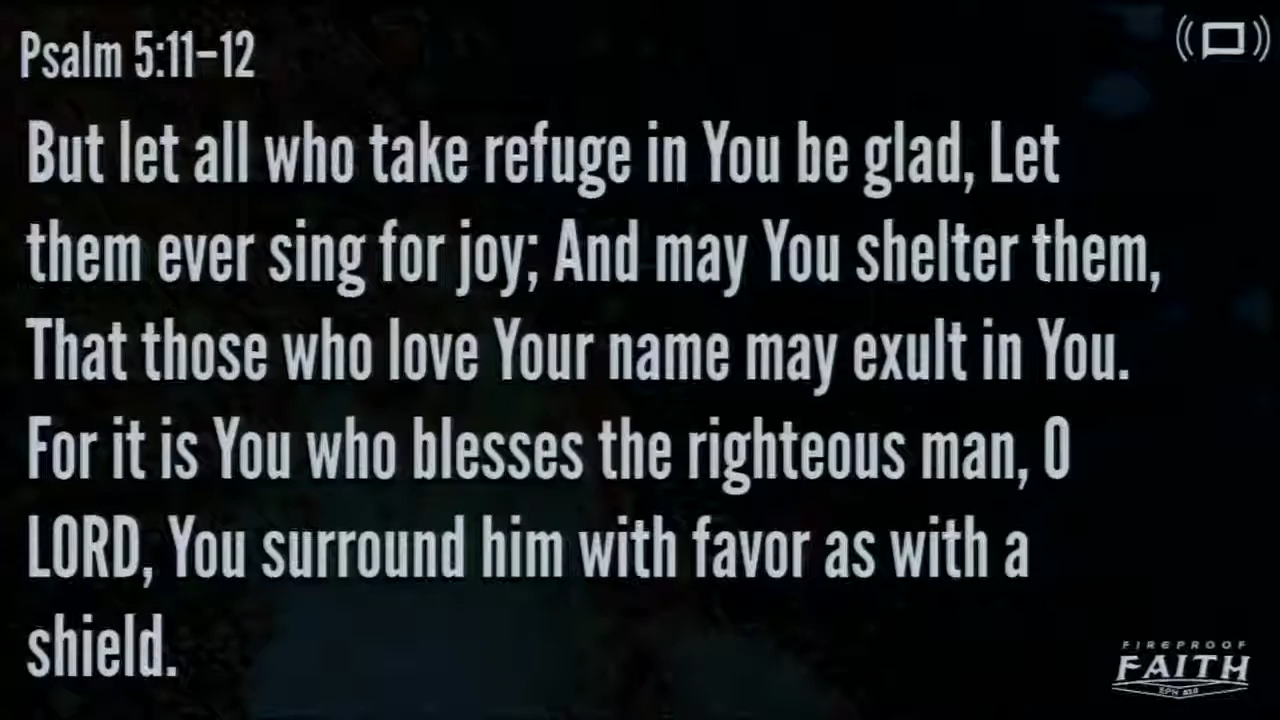 Psalm 5:11–12
But let all who take refuge in You be glad, Let
them ever sing for joy; And may You shelter them,
That those who love Your name may exult in You.
For it is You who blesses the righteous man, O
LORD, You surround him with favor as with a
shield.
FIREPROOF
FAITH